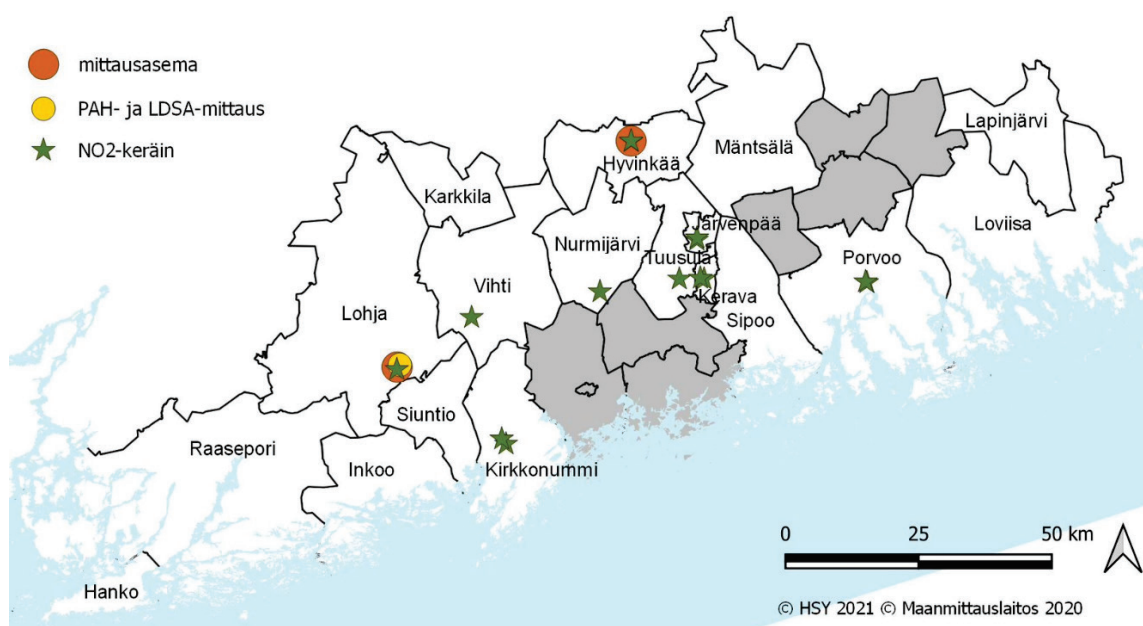 mittausasema
PAH- ja LDSA-mittaus
NO2-keräin
Lapinjärvi
Mäntsälä
Hyvinkää
Karkkila
Järvenpää
Loviisa
Nurmijärvi
Tuusula
Porvoo
Vihti
Kerava
Lohja
Sipoo
Siuntio
Raasepori
Inkoo
Kirkkonummi
0 25 50 km
Hanko
© HSY 2021 © Maanmittauslaitos 2020